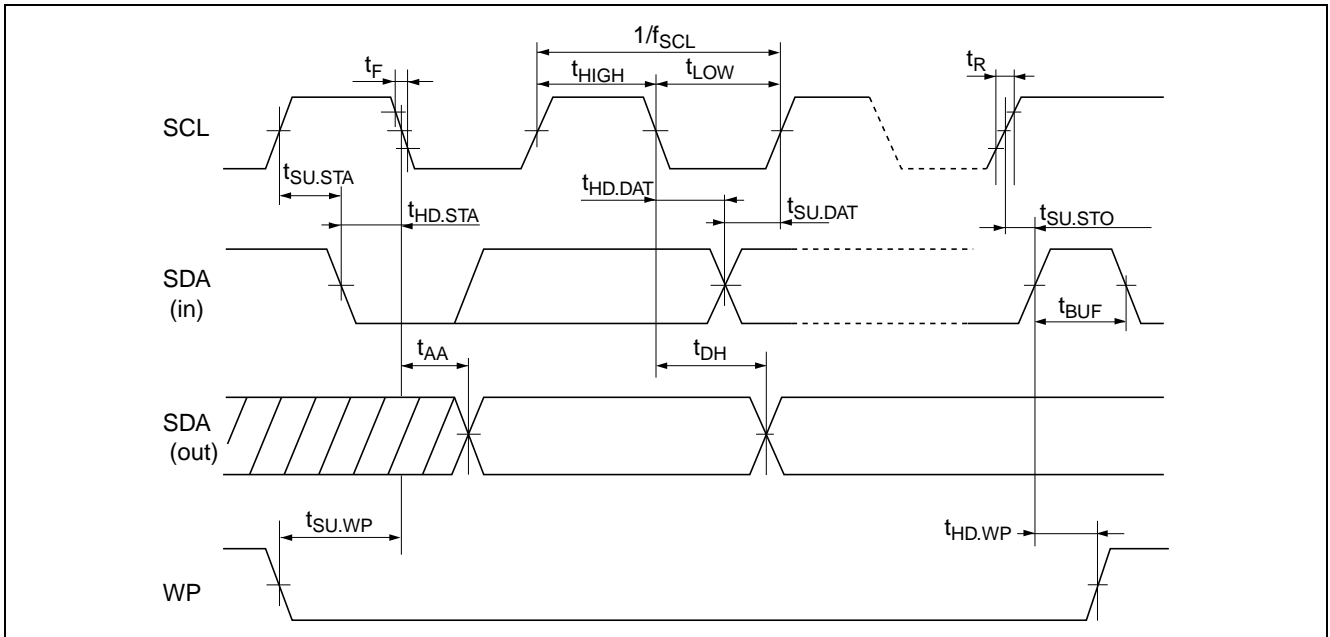 1/fSCL
tF
tHIGH
tLOW
tR
SCL
tSU.STA
tHD.STA
tHD.DAT
tSU.DAT
tSU.STO
SDA
(in)
tBUF
tAA
tDH
SDA
(out)
tSU.WP
tHD.WP
WP